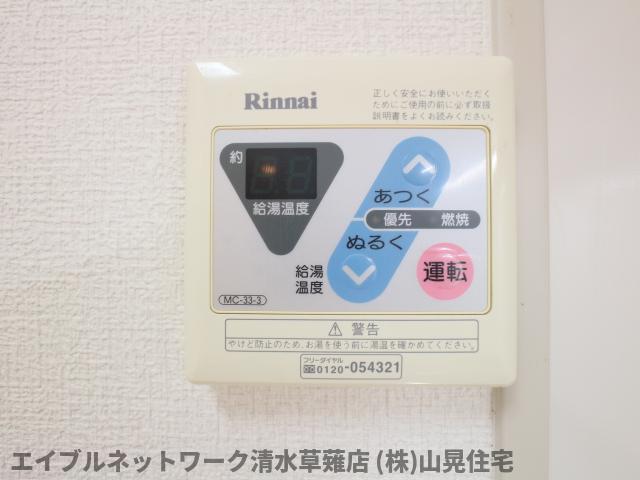 Rinnai
正しく安全にお使いいただく
ためにご使用の前に必ず取扱
説明書をよくお読みください。
約
給湯温度
あつく
優先 燃焼
ぬるく
給湯
温度
運転
MC-33-3
⚠ 警告
やけど防止のため、お湯を使う前に湯温を確かめてください。
フリーダイヤル
0120-054321
エイブルネットワーク清水草薙店 (株)山晃住宅